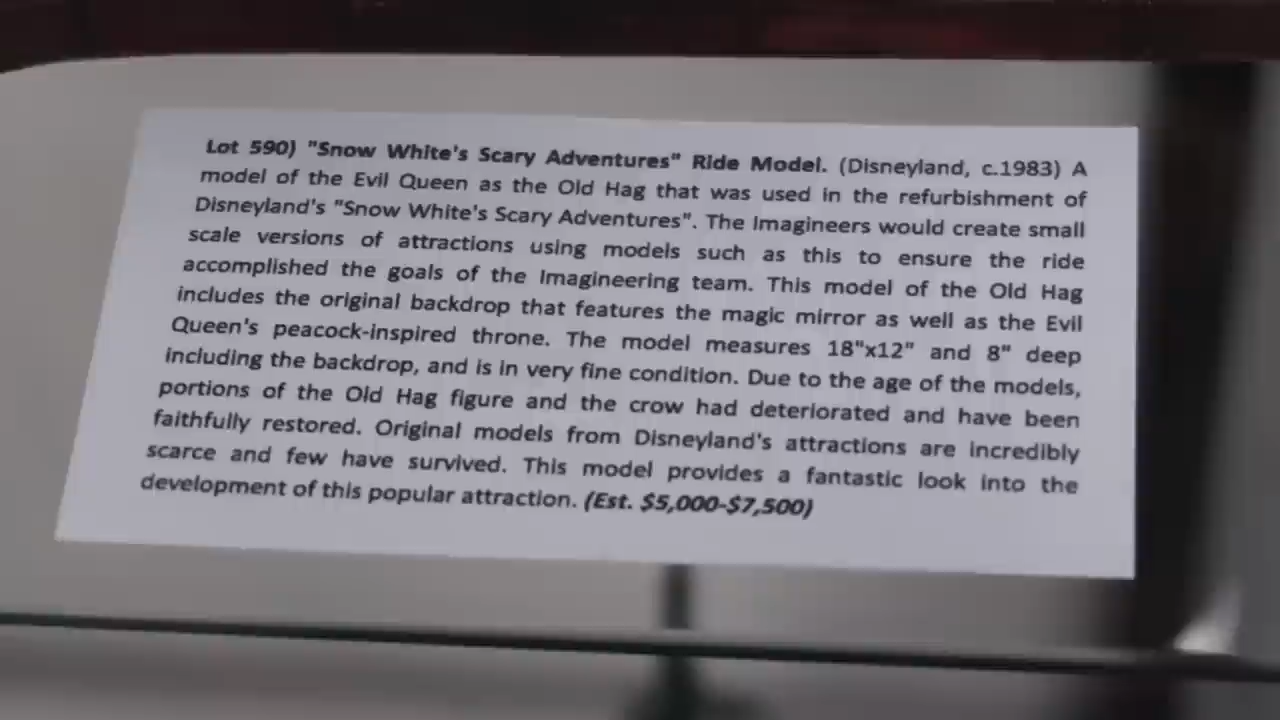 Lot 590) "Snow White's Scary Adventures" Ride Model. (Disneyland, c.1983) A
model of the Evil Queen as the Old Hag that was used in the refurbishment of
Disneyland's "Snow White's Scary Adventures". The Imagineers would create small
scale versions of attractions using models such as this to ensure the ride
accomplished the goals of the Imagineering team. This model of the Old Hag
includes the original backdrop that features the magic mirror as well as the Evil
Queen's peacock-inspired throne. The model measures 18"x12" and 8" deep
including the backdrop, and is in very fine condition. Due to the age of the models,
portions of the Old Hag figure and the crow had deteriorated and have been
faithfully restored. Original models from Disneyland's attractions are incredibly
scarce and few have survived. This model provides a fantastic look into the
development of this popular attraction. (Est. $5,000-$7,500)